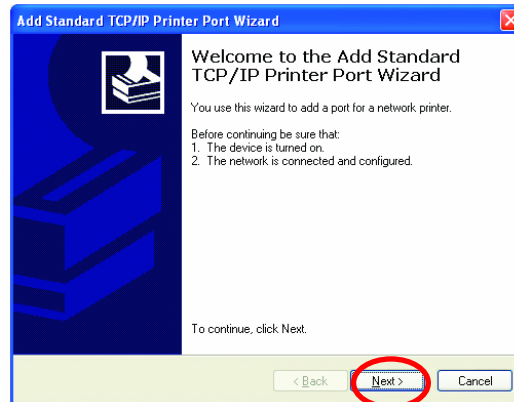 Add Standard TCP/IP Printer Port Wizard
Welcome to the Add Standard
TCP/IP Printer Port Wizard
You use this wizard to add a port for a network printer.
Before continuing be sure that:
1. The device is turned on.
2. The network is connected and configured.
To continue, click Next.
< Back Next > Cancel